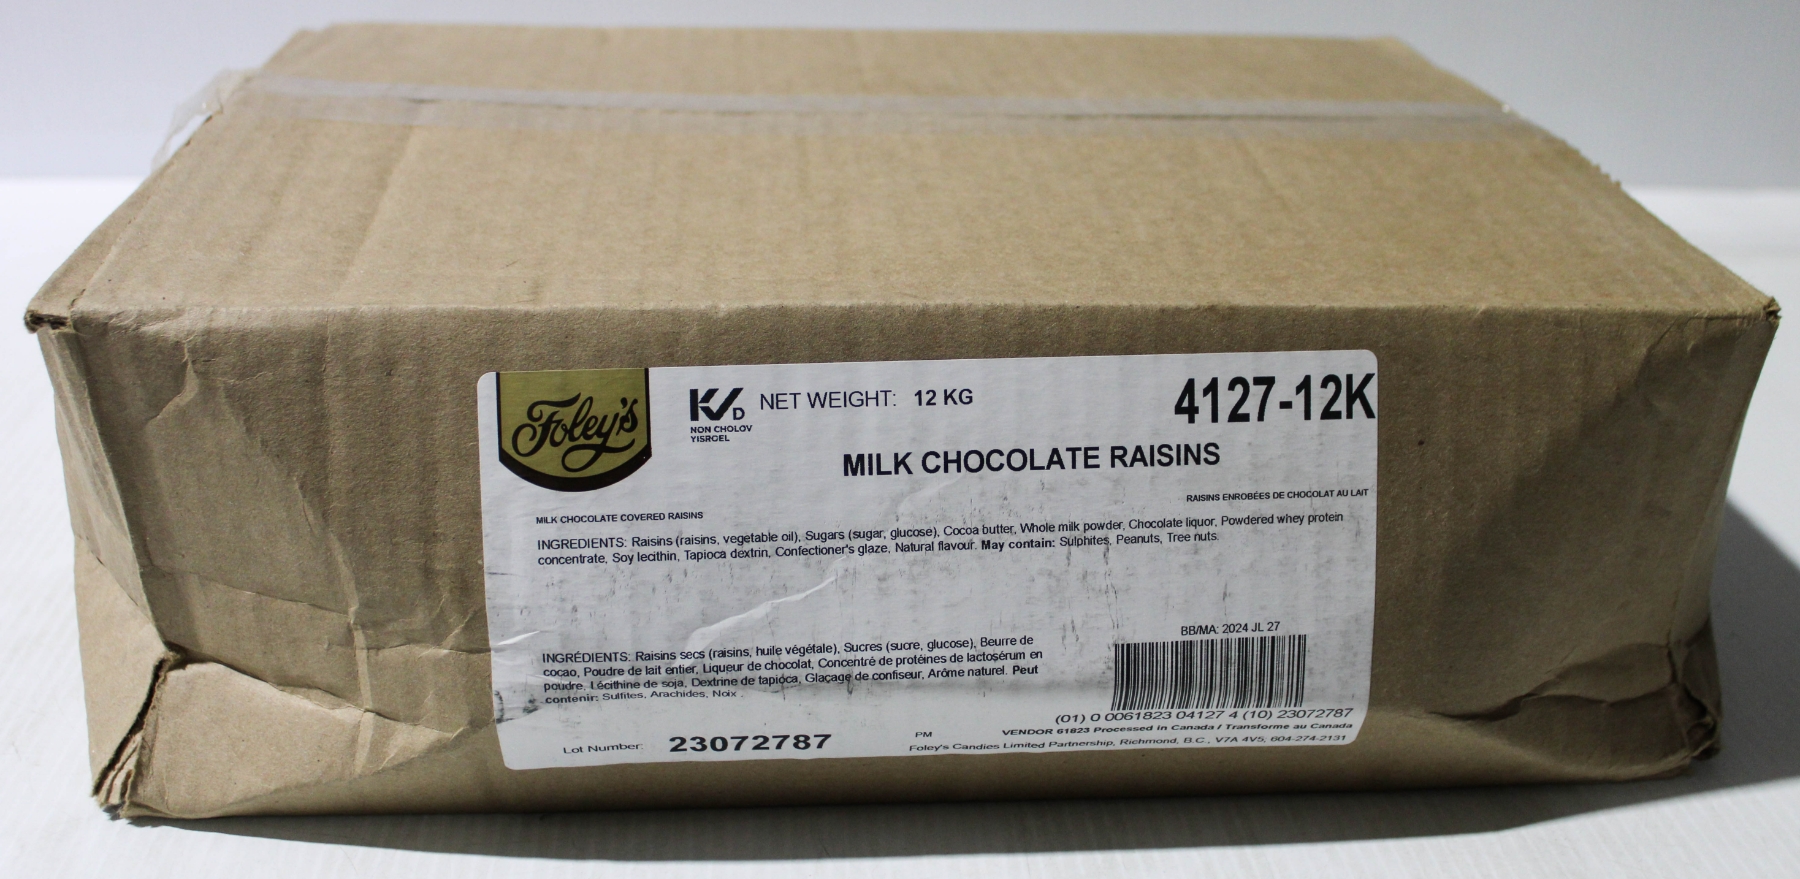 Foley's
KD NON CHOLOV YISROEL
NET WEIGHT: 12 KG
4127-12K
MILK CHOCOLATE RAISINS
RAISINS ENROBÉES DE CHOCOLAT AU LAIT
MILK CHOCOLATE COVERED RAISINS
INGREDIENTS: Raisins (raisins, vegetable oil), Sugars (sugar, glucose), Cocoa butter, Whole milk powder, Chocolate liquor, Powdered whey protein
concentrate, Soy lecithin, Tapioca dextrin, Confectioner's glaze, Natural flavour. May contain: Sulphites, Peanuts, Tree nuts.
INGRÉDIENTS: Raisins secs (raisins, huile végétale), Sucres (sucre, glucose), Beurre de
cocao, Poudre de lait entier, Liqueur de chocolat, Concentré de protéines de lactosérum en
poudre, Lécithine de soja, Dextrine de tapioca, Glaçage de confiseur, Arôme naturel. Peut
contenir: Sulfites, Arachides, Noix .
BB/MA: 2024 JL 27
(01) 0 0061823 04127 4 (10) 23072787
Lot Number: 23072787
PM
VENDOR 61823 Processed in Canada / Transforme au Canada
Foley's Candies Limited Partnership, Richmond, B.C., V7A 4V5, 604-274-2131